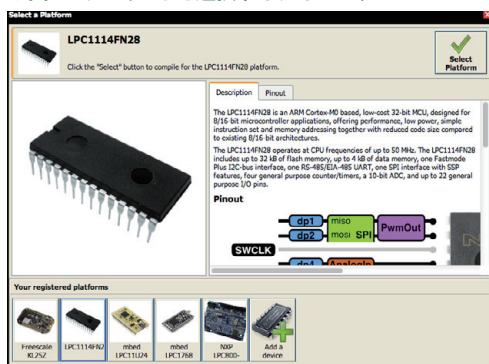 Select a Platform
LPC1114FN28
Click the "Select" button to compile for the LPC1114FN28 platform.
Select
Platform
Description
Pinout
The LPC1114FN28 is an ARM Cortex-M0 based, low-cost 32-bit MCU, designed for
8/16-bit microcontroller applications, offering performance, low power, simple
instruction set and memory addressing together with reduced code size compared
to existing 8/16-bit architectures.
The LPC1114FN28 operates at CPU frequencies of up to 50 MHz. The LPC1114FN28
includes up to 32 kB of flash memory, up to 4 kB of data memory, one Fastmode
Plus I2C-bus interface, one RS-485/EIA-485 UART, one SPI interface with SSP
features, four general purpose counter/timers, a 10-bit ADC, and up to 22 general
purpose I/O pins.
Pinout
dp1 miso
dp2 mosi SPI PwmOut
SWCLK
dp4 AnalogIn
Your registered platforms
Freescale
KL25Z
LPC1114FN2
mbed
LPC11U24
mbed
LPC1768
NXP
LPC800-
Add a
device